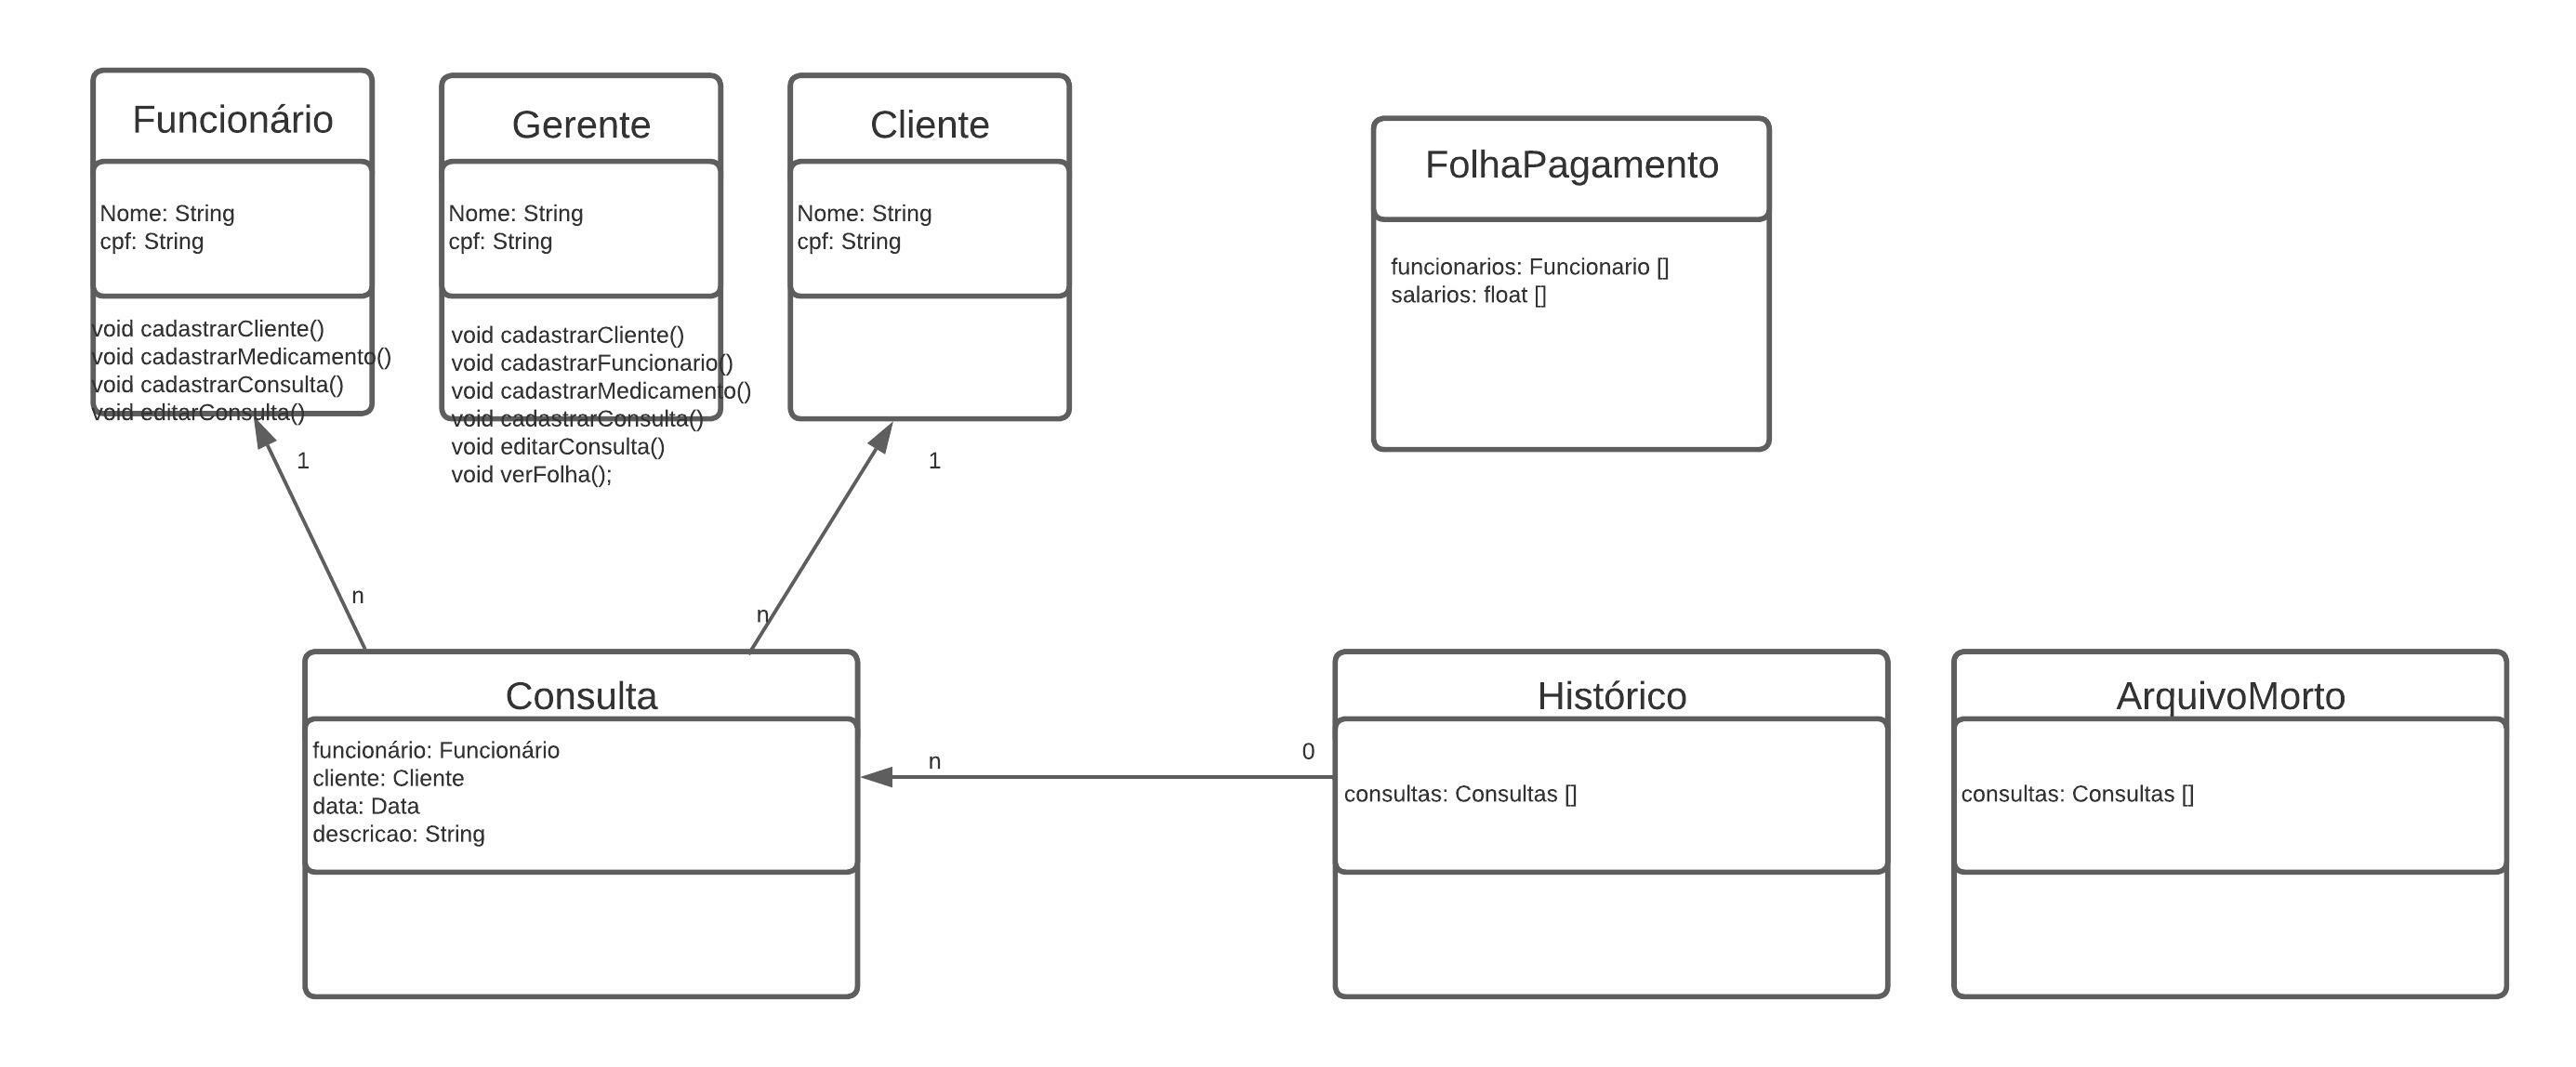 Funcionário
Nome: String
cpf: String
void cadastrarCliente()
void cadastrarMedicamento()
void cadastrarConsulta()
void editarConsulta()
Gerente
Nome: String
cpf: String
void cadastrarCliente()
void cadastrarFuncionario()
void cadastrarMedicamento()
void cadastrarConsulta()
void editarConsulta()
void verFolha();
Cliente
Nome: String
cpf: String
FolhaPagamento
funcionarios: Funcionario []
salarios: float []
1
1
n
n
Consulta
funcionário: Funcionário
cliente: Cliente
data: Data
descricao: String
n
0
Histórico
consultas: Consultas []
ArquivoMorto
consultas: Consultas []